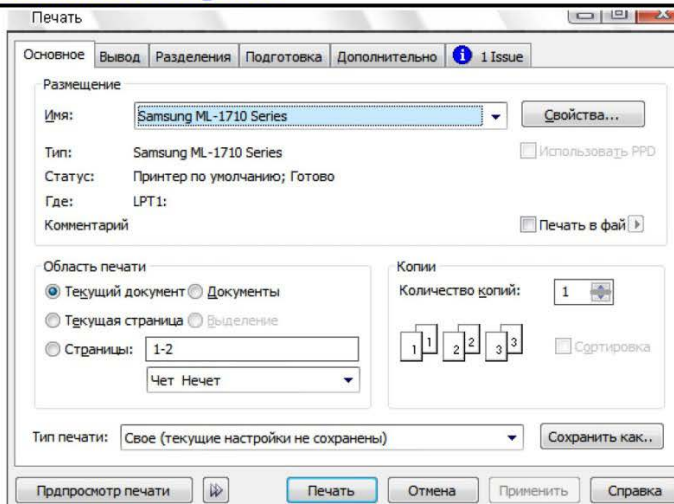 Печать
Основное Вывод Разделения Подготовка Дополнительно 1 Issue
Размещение
Имя: Samsung ML-1710 Series Свойства...
Тип: Samsung ML-1710 Series Использовать PPD
Статус: Принтер по умолчанию; Готово
Где: LPT1:
Комментарий Печать в фай
Область печати Копии
Текущий документ Документы Количество копий: 1
Текущая страница Выделение
Страницы: 1-2 1 1 2 2 3 3 Сортировка
Чет Нечет
Тип печати: Свое (текущие настройки не сохранены) Сохранить как..
Прдпросмотр печати Печать Отмена Применить Справка